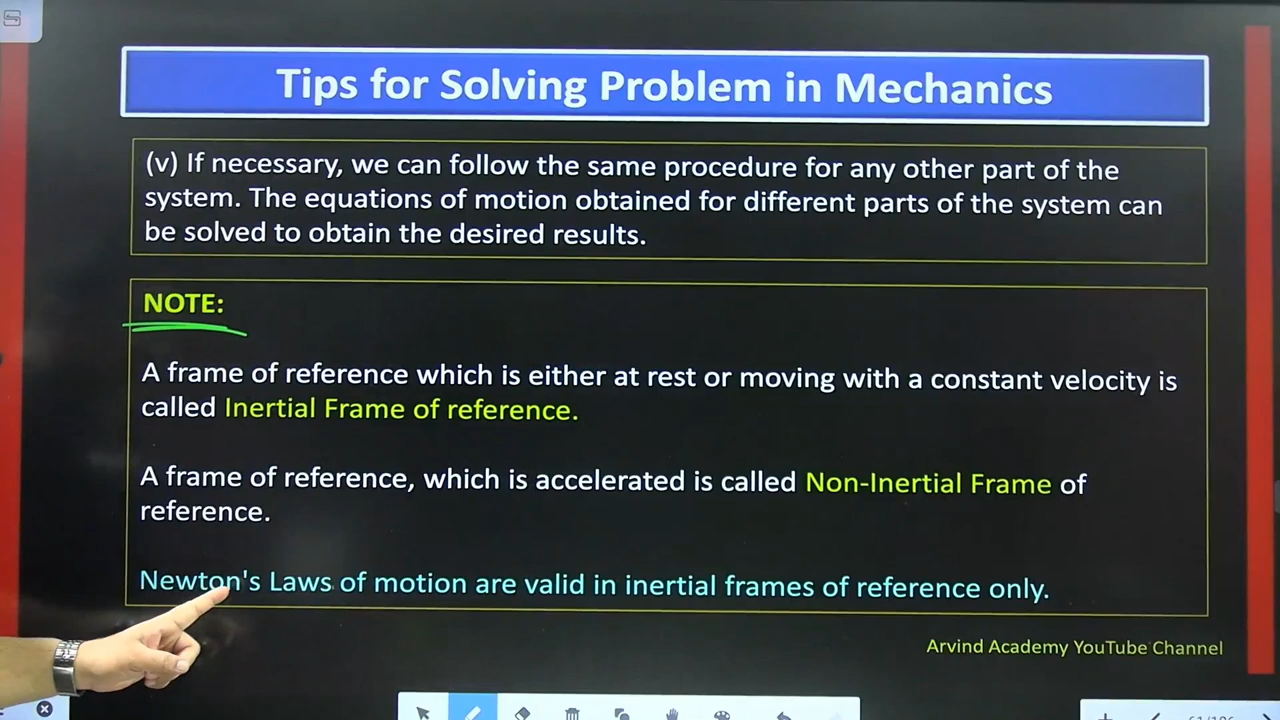 Tips for Solving Problem in Mechanics
(v) If necessary, we can follow the same procedure for any other part of the
system. The equations of motion obtained for different parts of the system can
be solved to obtain the desired results.
NOTE:
A frame of reference which is either at rest or moving with a constant velocity is
called Inertial Frame of reference.
A frame of reference, which is accelerated is called Non-Inertial Frame of
reference.
Newton's Laws of motion are valid in inertial frames of reference only.
Arvind Academy YouTube Channel